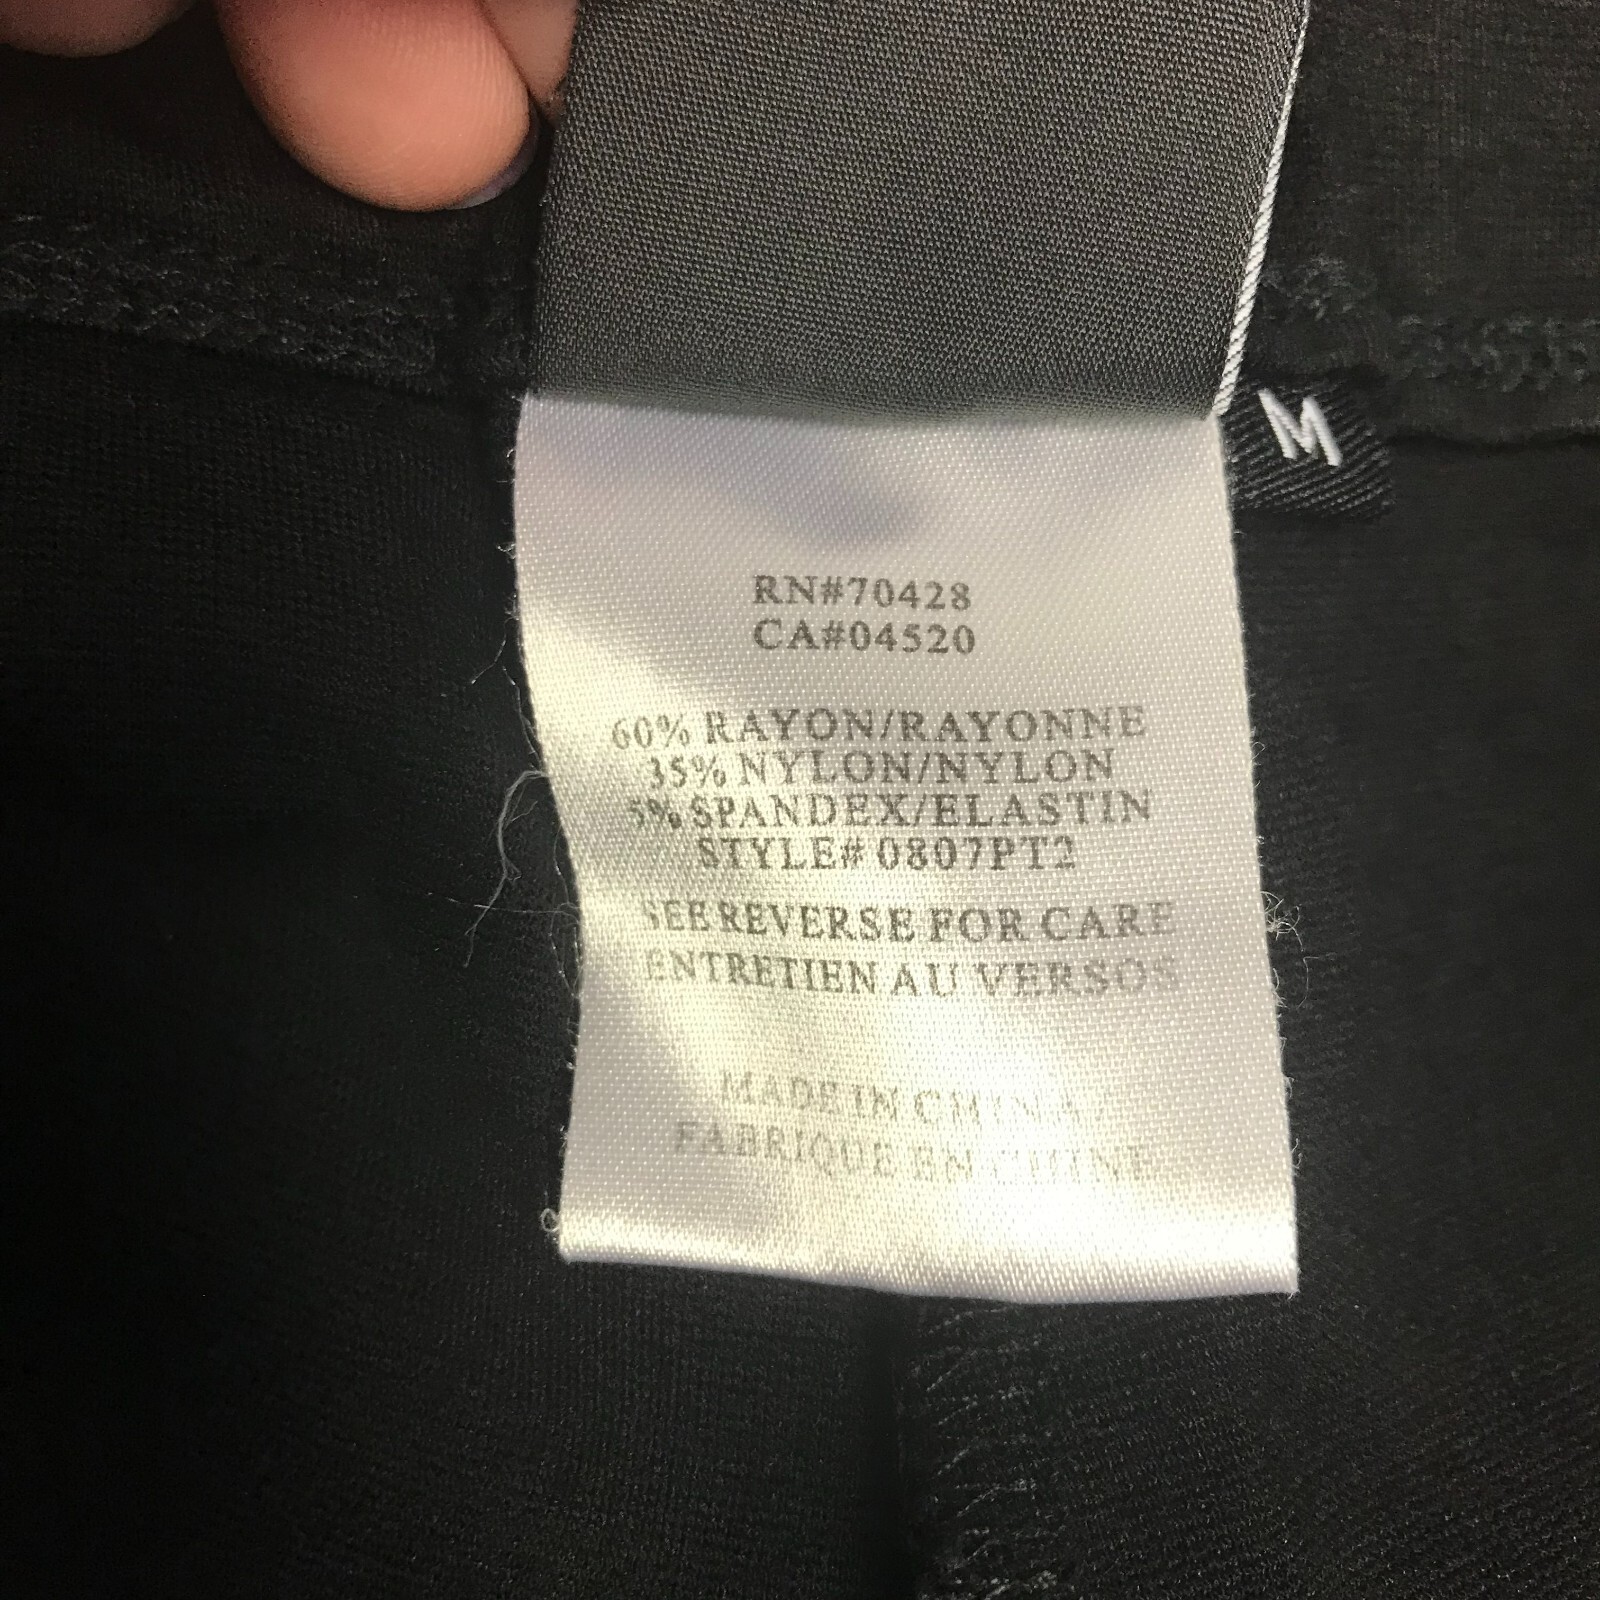 M
RN#70428
CA#04520
60% RAYON/RAYONNE
35% NYLON/NYLON
5% SPANDEX/ELASTIN
STYLE# 0807PT2
SEE REVERSE FOR CARE
ENTRETIEN AU VERSOS
MADE IN CHINA/
FABRIQUE EN CHINE